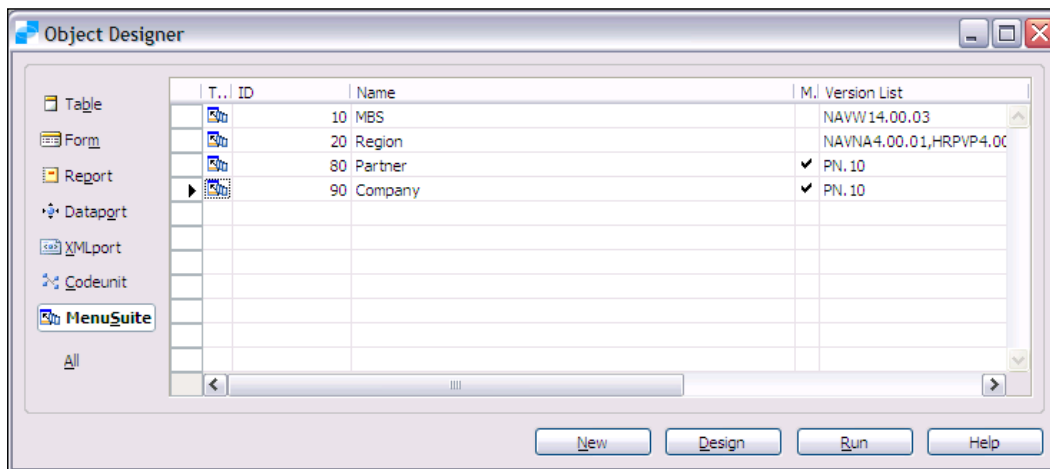 Object Designer
T.. ID Name M. Version List
Table
Form
Report
Dataport
XMLport
Codeunit
MenuSuite
All
10 MBS NAVW14.00.03
20 Region NAVNA4.00.01,HRPVP4.00
80 Partner ✔ PN.10
90 Company ✔ PN.10
New Design Run Help